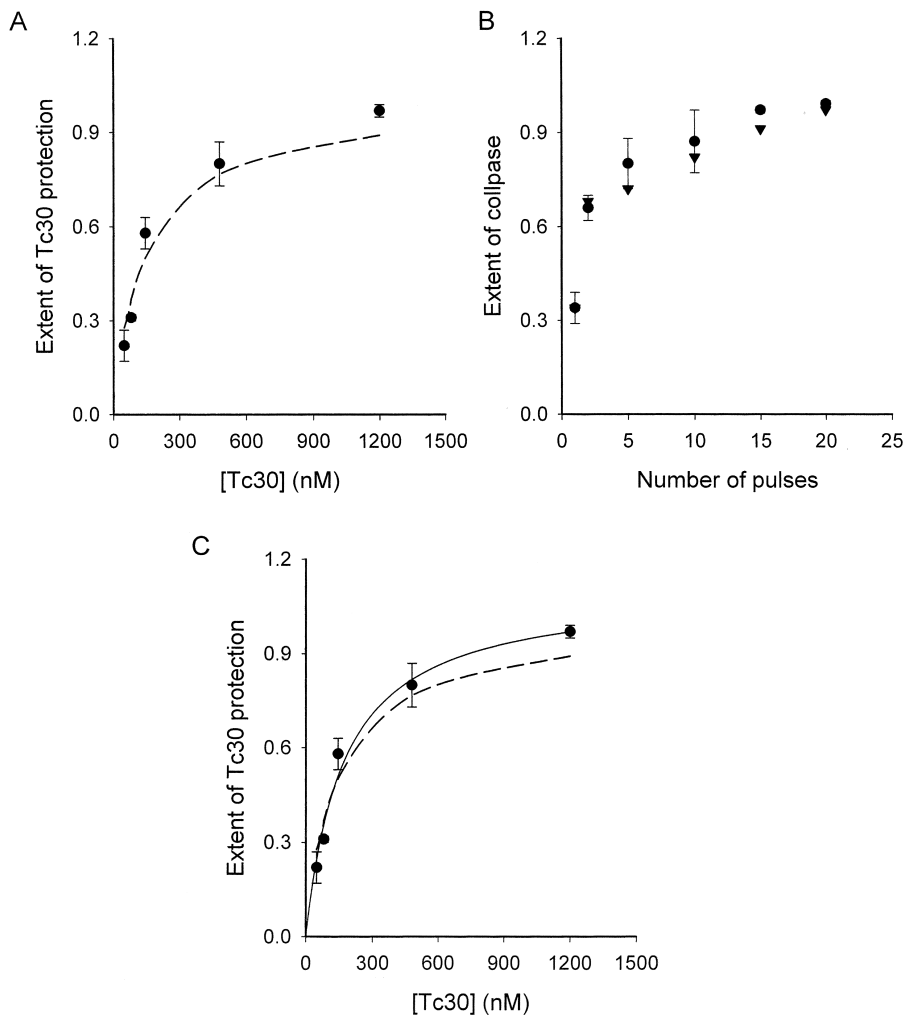 A
1.2
0.9
0.6
0.3
0.0
Extent of Tc30 protection
0 300 600 900 1200 1500
[Tc30] (nM)
B
1.2
0.9
0.6
0.3
0.0
Extent of collpase
0 5 10 15 20 25
Number of pulses
C
1.2
0.9
0.6
0.3
0.0
Extent of Tc30 protection
0 300 600 900 1200 1500
[Tc30] (nM)